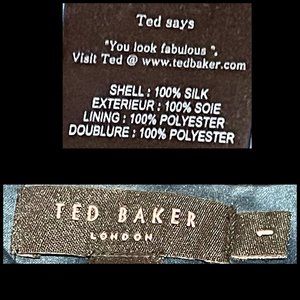 Ted says
"You look fabulous ".
Visit Ted @ www.tedbaker.com
SHELL : 100% SILK
EXTERIEUR : 100% SOIE
LINING : 100% POLYESTER
DOUBLURE : 100% POLYESTER
TED BAKER
LONDON
1